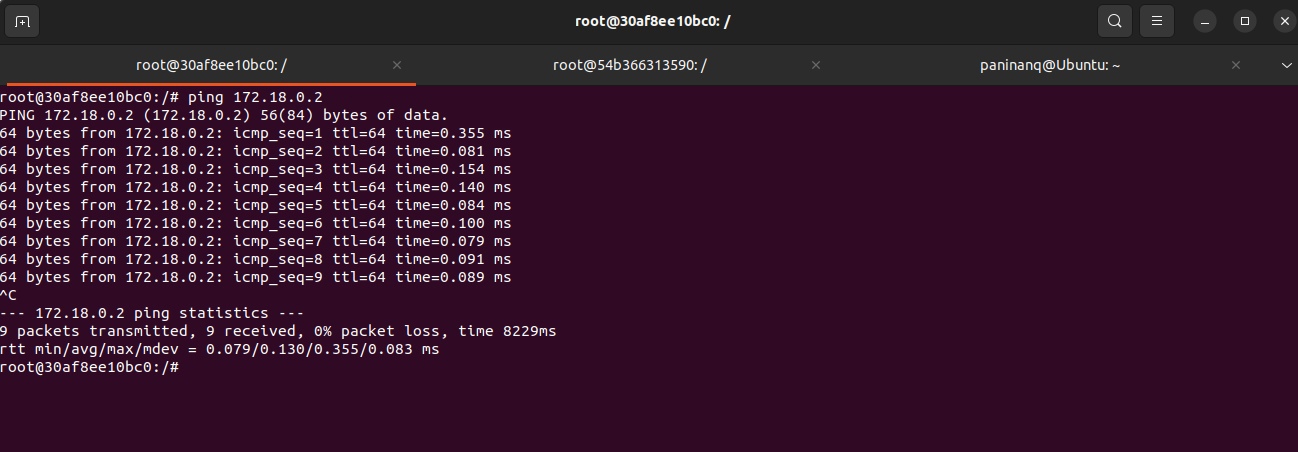 root@30af8ee10bc0: /
root@30af8ee10bc0: /
root@54b366313590: /
paninanq@Ubuntu: ~
root@30af8ee10bc0:/# ping 172.18.0.2
PING 172.18.0.2 (172.18.0.2) 56(84) bytes of data.
64 bytes from 172.18.0.2: icmp_seq=1 ttl=64 time=0.355 ms
64 bytes from 172.18.0.2: icmp_seq=2 ttl=64 time=0.081 ms
64 bytes from 172.18.0.2: icmp_seq=3 ttl=64 time=0.154 ms
64 bytes from 172.18.0.2: icmp_seq=4 ttl=64 time=0.140 ms
64 bytes from 172.18.0.2: icmp_seq=5 ttl=64 time=0.084 ms
64 bytes from 172.18.0.2: icmp_seq=6 ttl=64 time=0.100 ms
64 bytes from 172.18.0.2: icmp_seq=7 ttl=64 time=0.079 ms
64 bytes from 172.18.0.2: icmp_seq=8 ttl=64 time=0.091 ms
64 bytes from 172.18.0.2: icmp_seq=9 ttl=64 time=0.089 ms
^C
--- 172.18.0.2 ping statistics ---
9 packets transmitted, 9 received, 0% packet loss, time 8229ms
rtt min/avg/max/mdev = 0.079/0.130/0.355/0.083 ms
root@30af8ee10bc0:/#